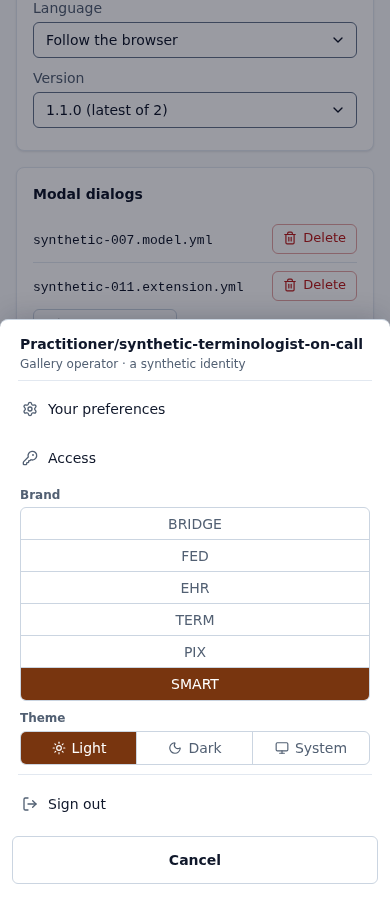 Language
Follow the browser
Version
1.1.0 (latest of 2)
Modal dialogs
synthetic-007.model.yml
Delete
synthetic-011.extension.yml
Delete
Practitioner/synthetic-terminologist-on-call
Gallery operator · a synthetic identity
Your preferences
Access
Brand
BRIDGE
FED
EHR
TERM
PIX
SMART
Theme
Light
Dark
System
Sign out
Cancel